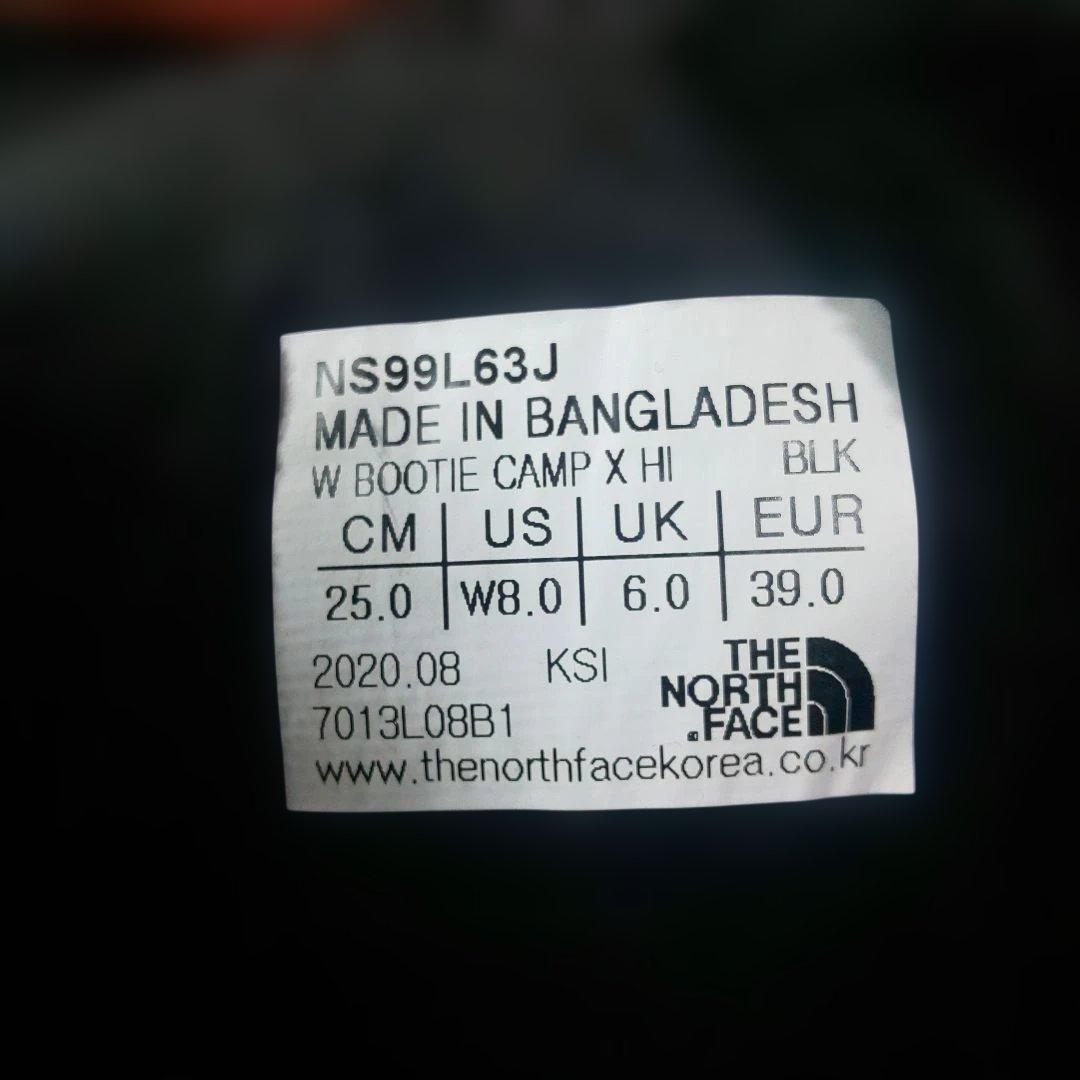 NS99L63J
MADE IN BANGLADESH
W BOOTIE CAMP X HI BLK
CM US UK EUR
25.0 W8.0 6.0 39.0
2020.08 KSI
7013L08B1
THE
NORTH
FACE
www.thenorthfacekorea.co.kr